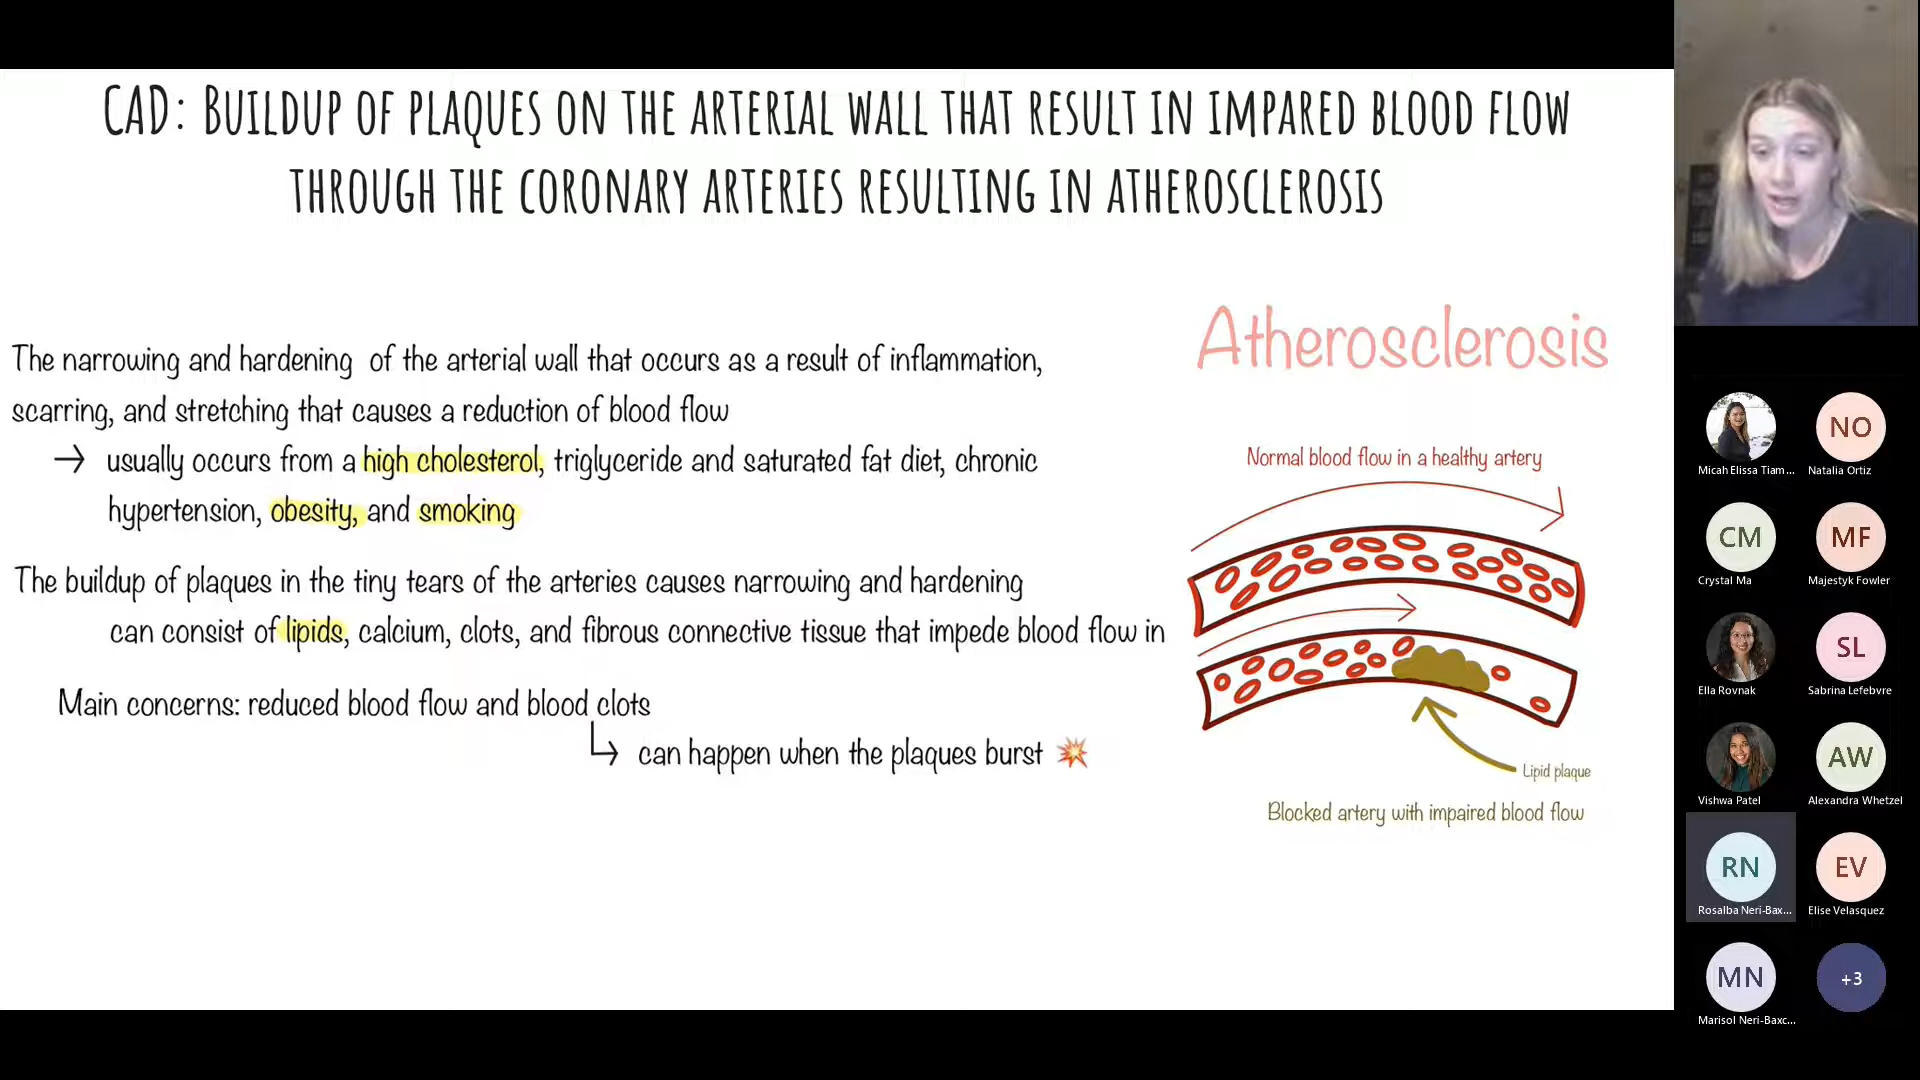 CAD: BUILDUP OF PLAQUES ON THE ARTERIAL WALL THAT RESULT IN IMPARED BLOOD FLOW
THROUGH THE CORONARY ARTERIES RESULTING IN ATHEROSCLEROSIS
The narrowing and hardening of the arterial wall that occurs as a result of inflammation,
scarring, and stretching that causes a reduction of blood flow
→ usually occurs from a high cholesterol, triglyceride and saturated fat diet, chronic
hypertension, obesity, and smoking
The buildup of plaques in the tiny tears of the arteries causes narrowing and hardening
can consist of lipids, calcium, clots, and fibrous connective tissue that impede blood flow in
Main concerns: reduced blood flow and blood clots
can happen when the plaques burst 💥
Atherosclerosis
Normal blood flow in a healthy artery
Lipid plaque
Blocked artery with impaired blood flow
Micah Elissa Tiam...
NO
Natalia Ortiz
CM
Crystal Ma
MF
Majestyk Fowler
Ella Rovnak
SL
Sabrina Lefebvre
Vishwa Patel
AW
Alexandra Whetzel
RN
Rosalba Neri-Bax...
EV
Elise Velasquez
MN
Marisol Neri-Baxc...
+3